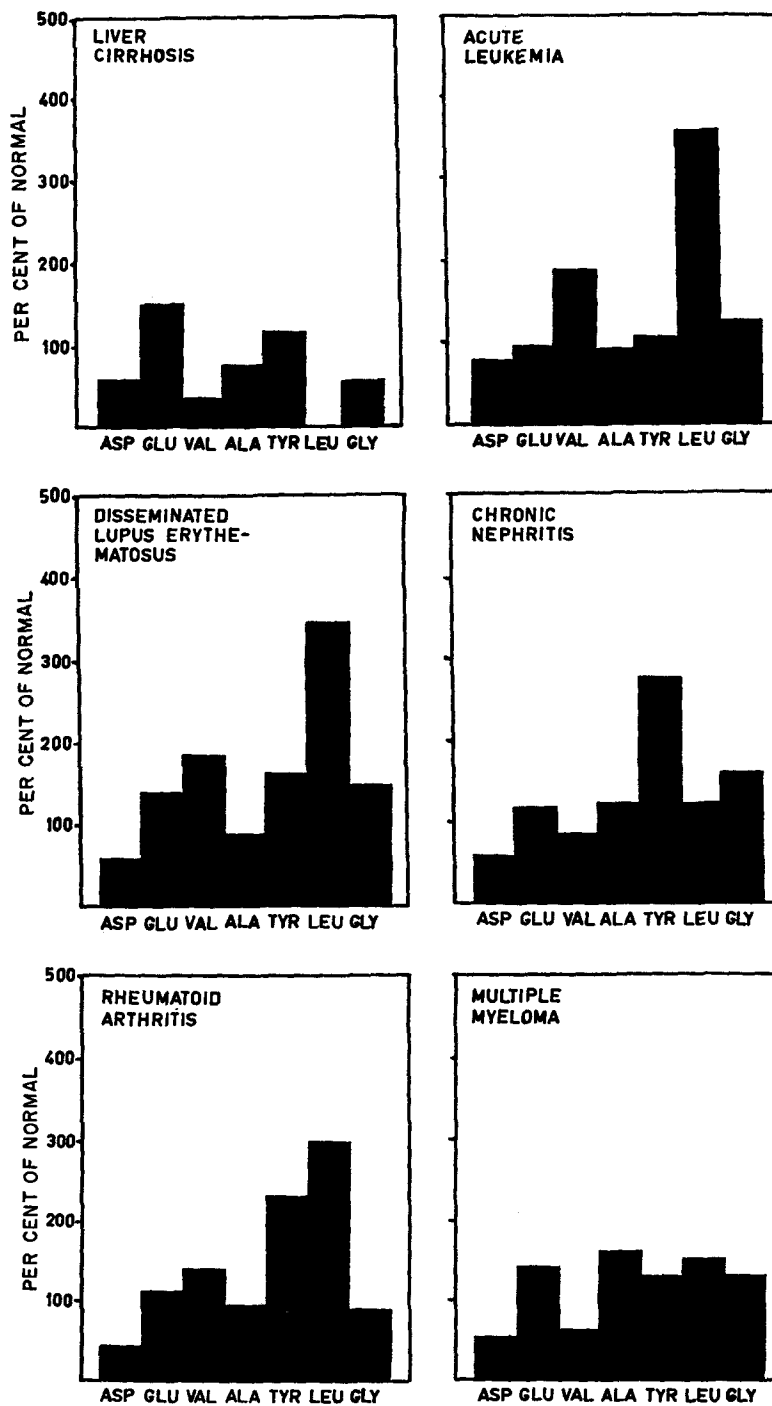 LIVER
CIRRHOSIS
500
400
300
200
100
PER CENT OF NORMAL
ASP GLU VAL ALA TYR LEU GLY
ACUTE
LEUKEMIA
ASP GLU VAL ALA TYR LEU GLY
DISSEMINATED
LUPUS ERYTHE-
MATOSUS
500
400
300
200
100
PER CENT OF NORMAL
ASP GLU VAL ALA TYR LEU GLY
CHRONIC
NEPHRITIS
ASP GLU VAL ALA TYR LEU GLY
RHEUMATOID
ARTHRITIS
500
400
300
200
100
PER CENT OF NORMAL
ASP GLU VAL ALA TYR LEU GLY
MULTIPLE
MYELOMA
ASP GLU VAL ALA TYR LEU GLY